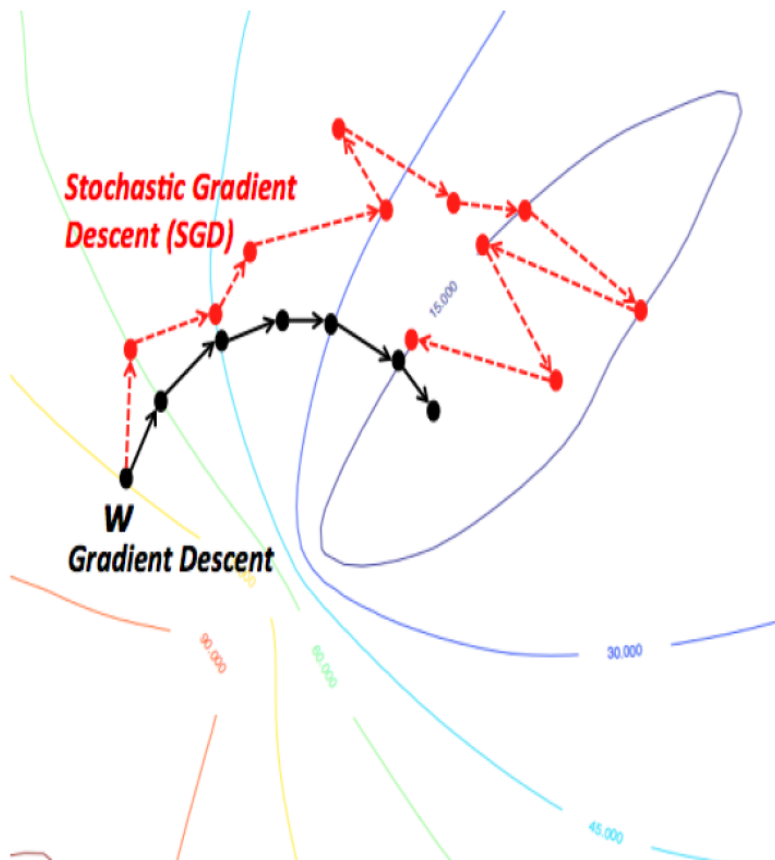 Stochastic Gradient
Descent (SGD)
15.000
W
Gradient Descent
90.000
60.000
30.000
45.000